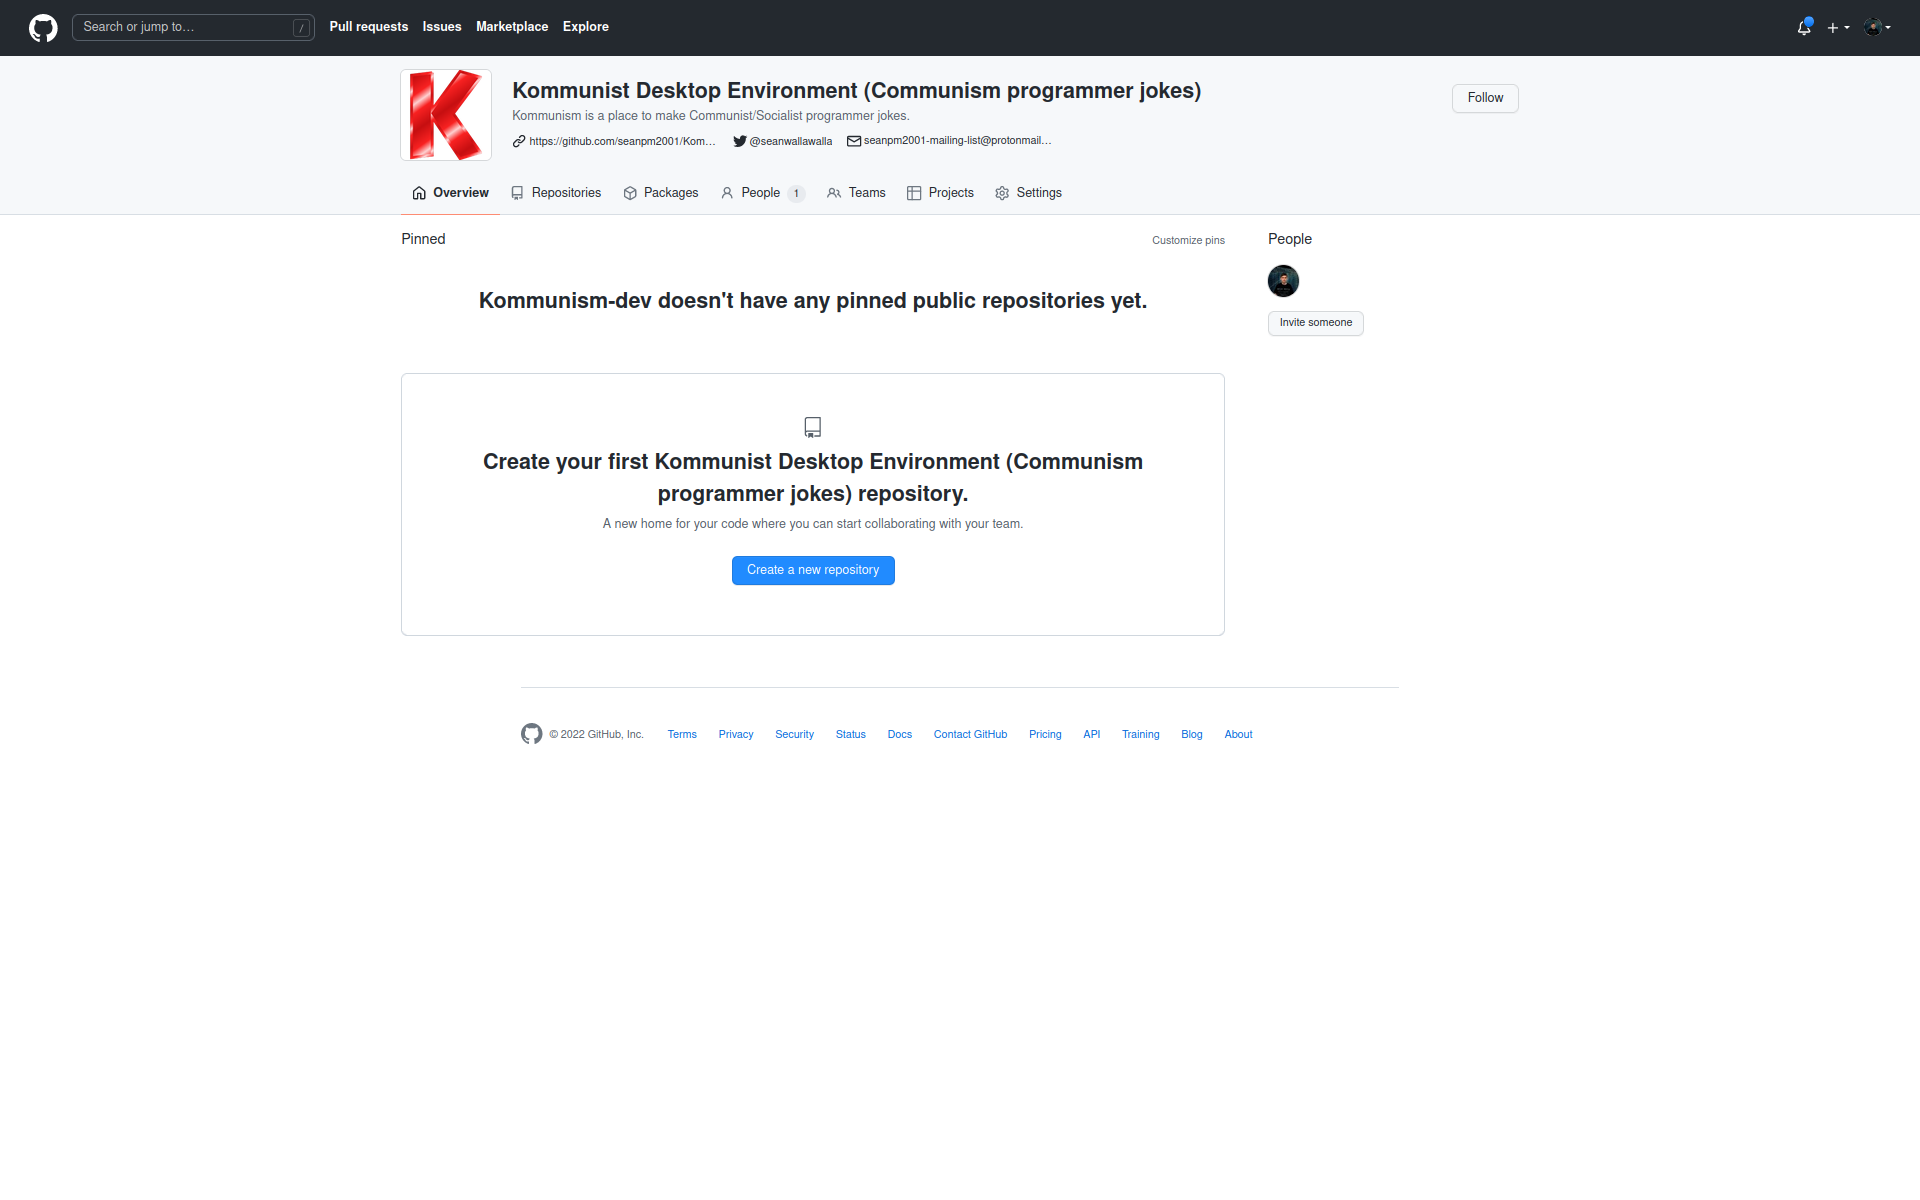 Search or jump to...
/
Pull requests
Issues
Marketplace
Explore
K
Kommunist Desktop Environment (Communism programmer jokes)
Kommunism is a place to make Communist/Socialist programmer jokes.
https://github.com/seanpm2001/Kom...
@seanwallawalla
seanpm2001-mailing-list@protonmail...
Follow
Overview
Repositories
Packages
People 1
Teams
Projects
Settings
Pinned
Customize pins
Kommunism-dev doesn't have any pinned public repositories yet.
Create your first Kommunist Desktop Environment (Communism
programmer jokes) repository.
A new home for your code where you can start collaborating with your team.
Create a new repository
People
Invite someone
© 2022 GitHub, Inc.
Terms
Privacy
Security
Status
Docs
Contact GitHub
Pricing
API
Training
Blog
About